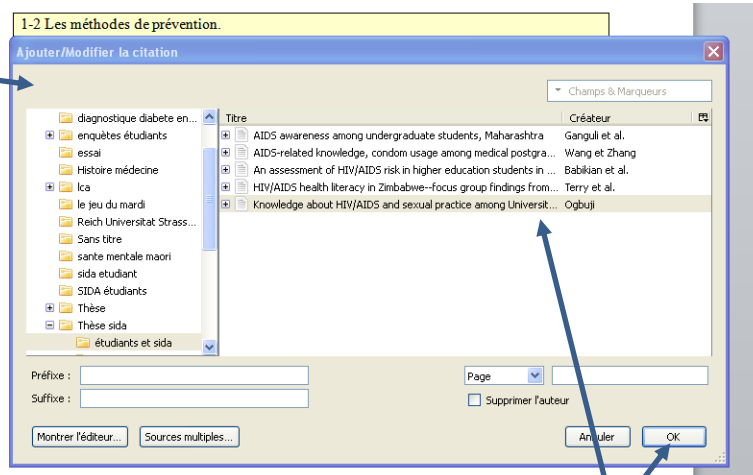 1-2 Les méthodes de prévention.
Ajouter/Modifier la citation
Champs & Marqueurs
diagnostique diabete en...
enquêtes étudiants
essai
Histoire médecine
lca
le jeu du mardi
Reich Universitat Strass...
Sans titre
sante mentale maori
sida etudiant
SIDA étudiants
Thèse
Thèse sida
étudiants et sida
Titre Créateur
AIDS awareness among undergraduate students, Maharashtra Ganguli et al.
AIDS-related knowledge, condom usage among medical postgra... Wang et Zhang
An assessment of HIV/AIDS risk in higher education students in ... Babikian et al.
HIV/AIDS health literacy in Zimbabwe--focus group findings from... Terry et al.
Knowledge about HIV/AIDS and sexual practice among Universit... Ogbuji
Préfixe :
Page
Suffixe :
Supprimer l'auteur
Montrer l'éditeur... Sources multiples... Annuler OK